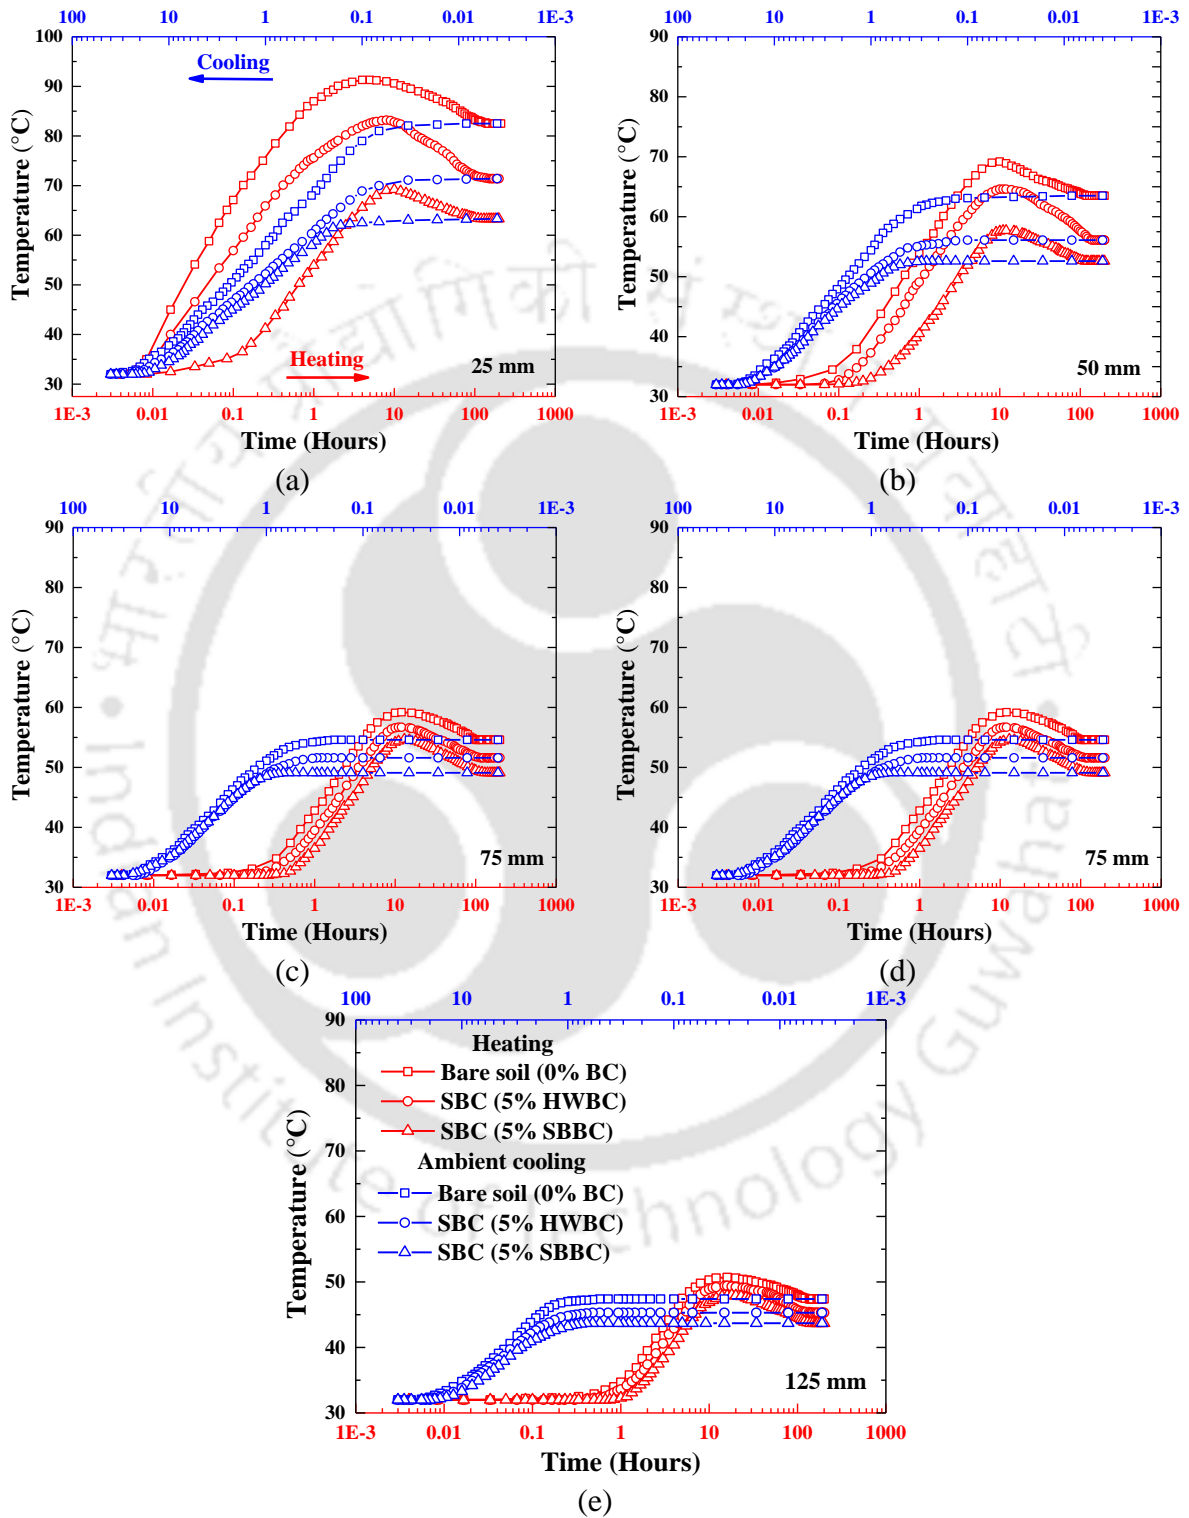 100 10 1 0.1 0.01 1E-3
100
90
80
70
60
50
40
30
Temperature (°C)
Cooling
Heating
25 mm
1E-3 0.01 0.1 1 10 100 1000
Time (Hours)
(a)
100 10 1 0.1 0.01 1E-3
90
80
70
60
50
40
30
Temperature (°C)
50 mm
1E-3 0.01 0.1 1 10 100 1000
Time (Hours)
(b)
100 10 1 0.1 0.01 1E-3
90
80
70
60
50
40
30
Temperature (°C)
75 mm
1E-3 0.01 0.1 1 10 100 1000
Time (Hours)
(c)
100 10 1 0.1 0.01 1E-3
90
80
70
60
50
40
30
Temperature (°C)
75 mm
1E-3 0.01 0.1 1 10 100 1000
Time (Hours)
(d)
100 10 1 0.1 0.01 1E-3
90
80
70
60
50
40
30
Temperature (°C)
Heating
Bare soil (0% BC)
SBC (5% HWBC)
SBC (5% SBBC)
Ambient cooling
Bare soil (0% BC)
SBC (5% HWBC)
SBC (5% SBBC)
125 mm
1E-3 0.01 0.1 1 10 100 1000
Time (Hours)
(e)
Indian Institute of Technology Guwahati